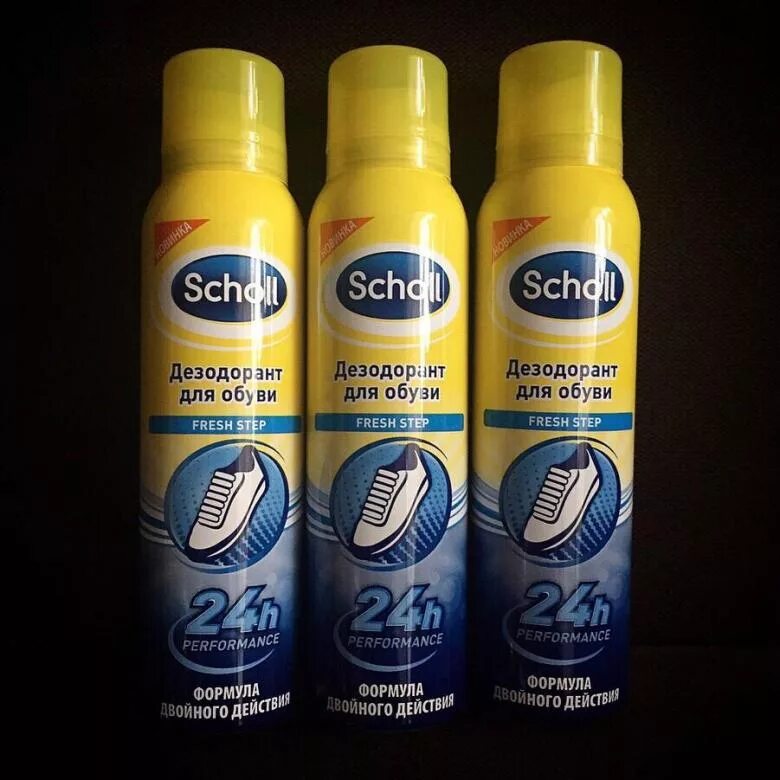 НОВИНКА
Scholl
Дезодорант
для обуви
FRESH STEP
24h
PERFORMANCE
ФОРМУЛА
ДВОЙНОГО ДЕЙСТВИЯ
НОВИНКА
Scholl
Дезодорант
для обуви
FRESH STEP
24h
PERFORMANCE
ФОРМУЛА
ДВОЙНОГО ДЕЙСТВИЯ
НОВИНКА
Scholl
Дезодорант
для обуви
FRESH STEP
24h
PERFORMANCE
ФОРМУЛА
ДВОЙНОГО ДЕЙСТВИЯ